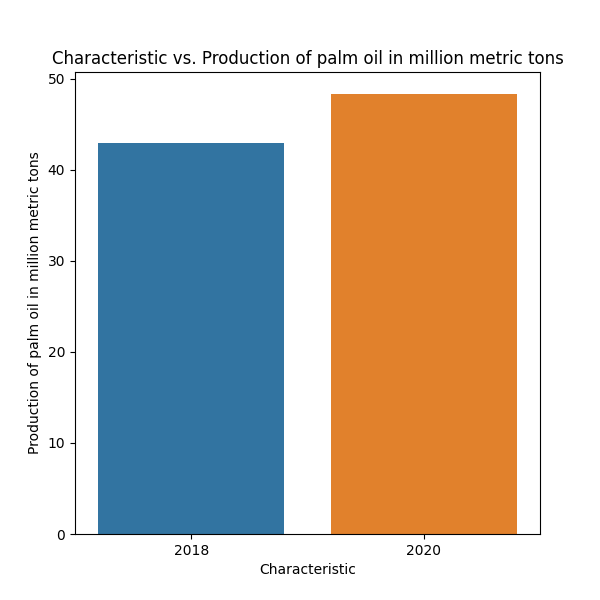 Characteristic vs. Production of palm oil in million metric tons
Production of palm oil in million metric tons
50
40
30
20
10
0
2018
2020
Characteristic